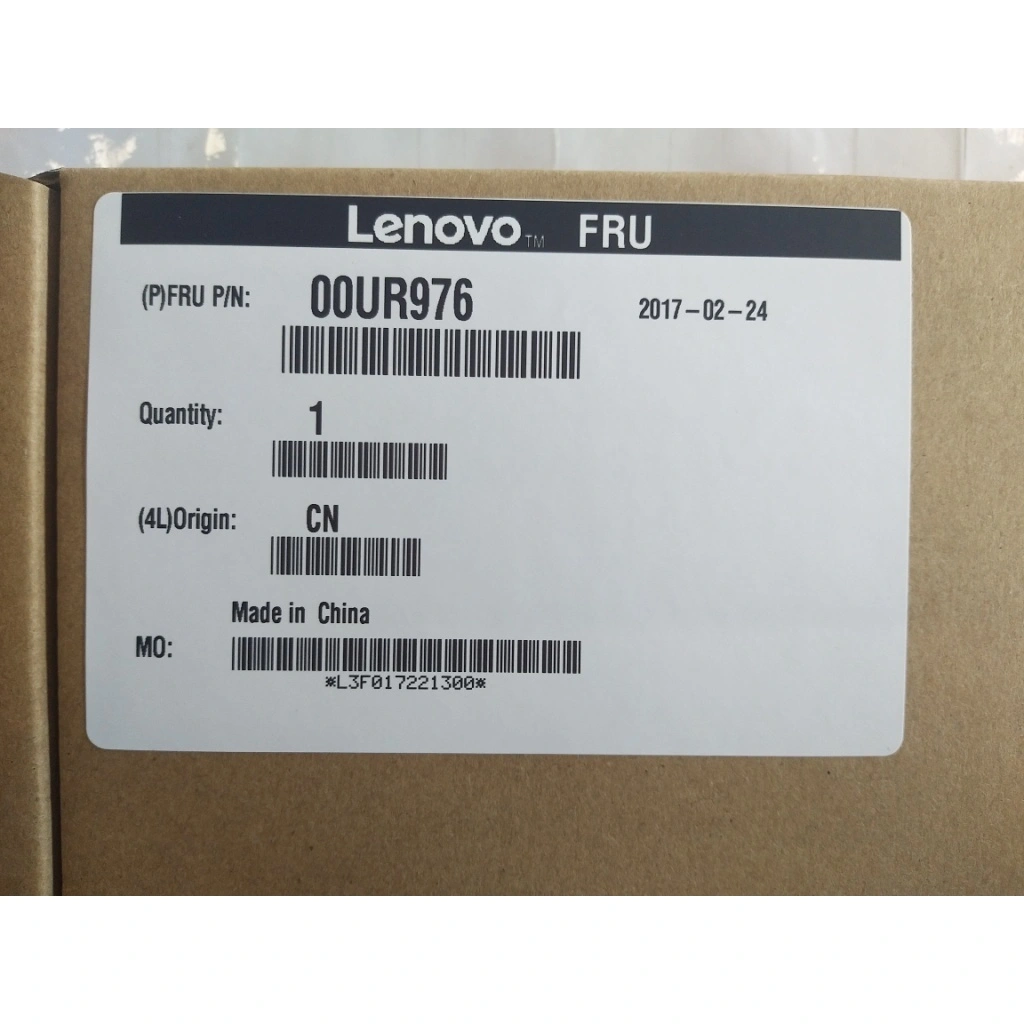 Lenovo™ FRU
(P)FRU P/N: 00UR976 2017-02-24
Quantity: 1
(4L)Origin: CN
Made in China
MO:
*L3F017221300*